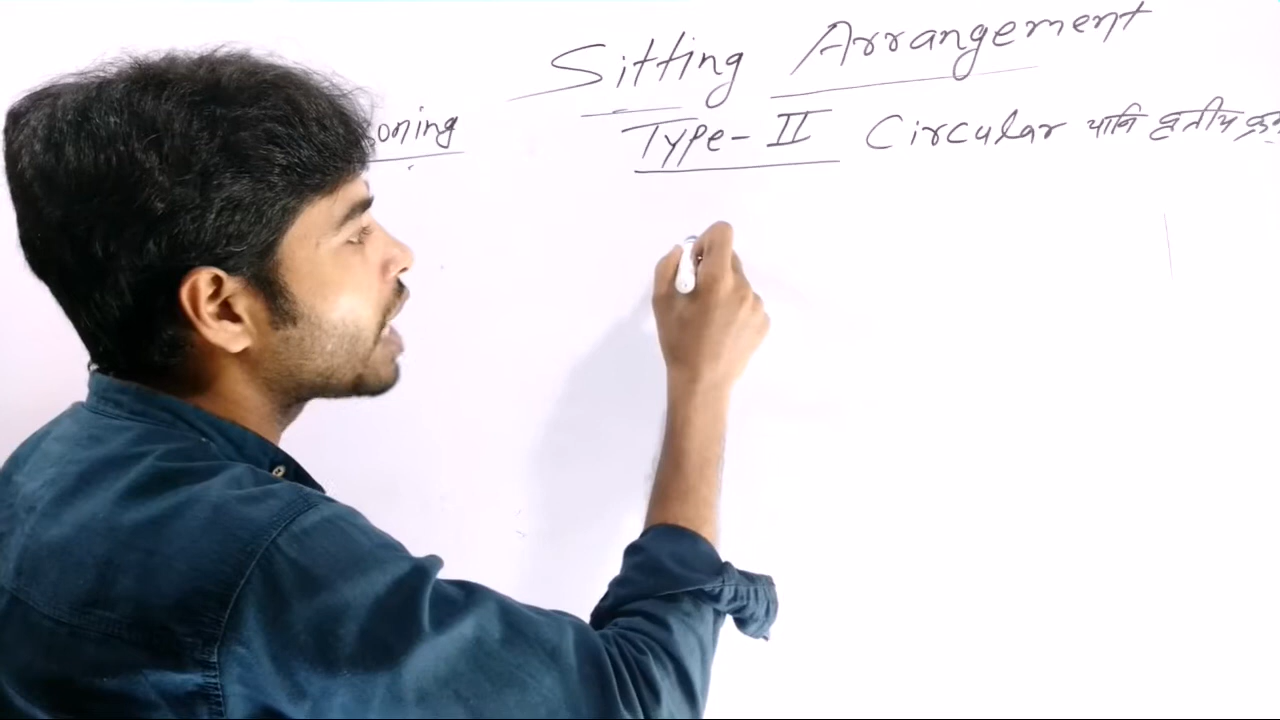 Sitting Arrangement
oning
Type-II Circular यानि